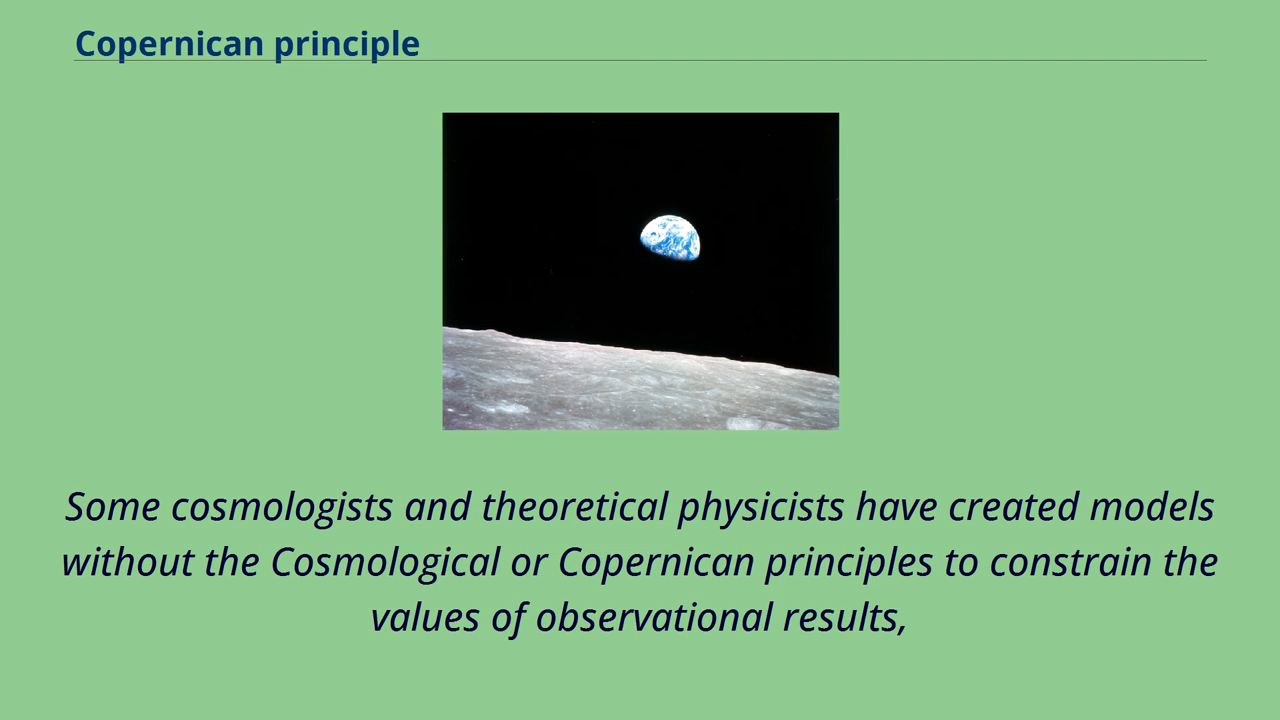 Copernican principle
Some cosmologists and theoretical physicists have created models
without the Cosmological or Copernican principles to constrain the
values of observational results,